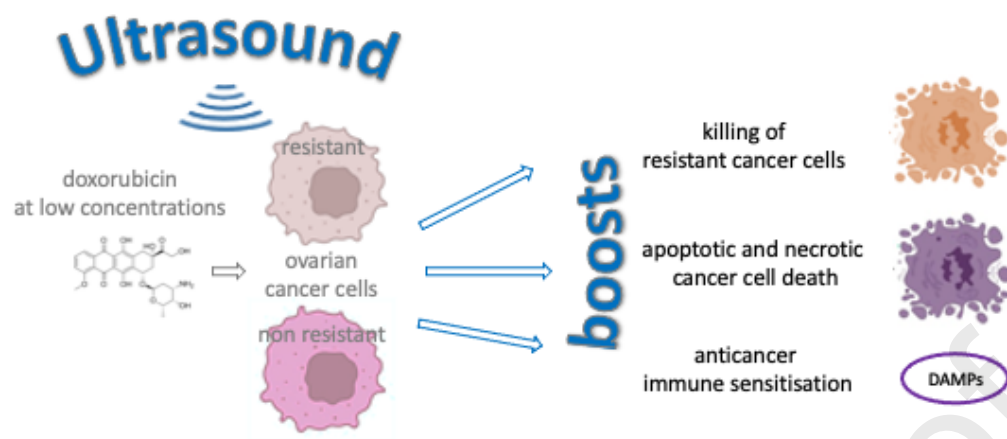 Ultrasound
resistant
doxorubicin
at low concentrations
ovarian
cancer cells
non resistant
boosts
killing of
resistant cancer cells
apoptotic and necrotic
cancer cell death
anticancer
immune sensitisation
DAMPs